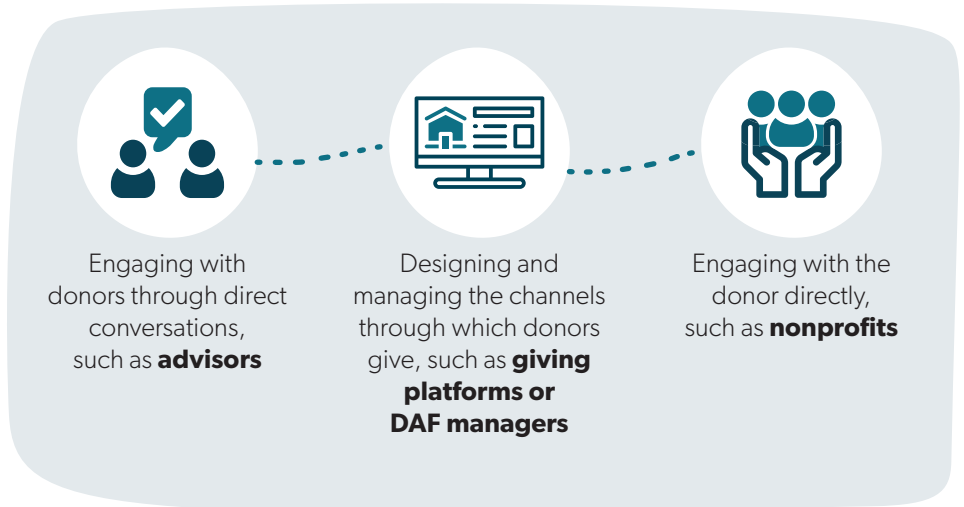 Engaging with
donors through direct
conversations,
such as advisors
Designing and
managing the channels
through which donors
give, such as giving
platforms or
DAF managers
Engaging with the
donor directly,
such as nonprofits